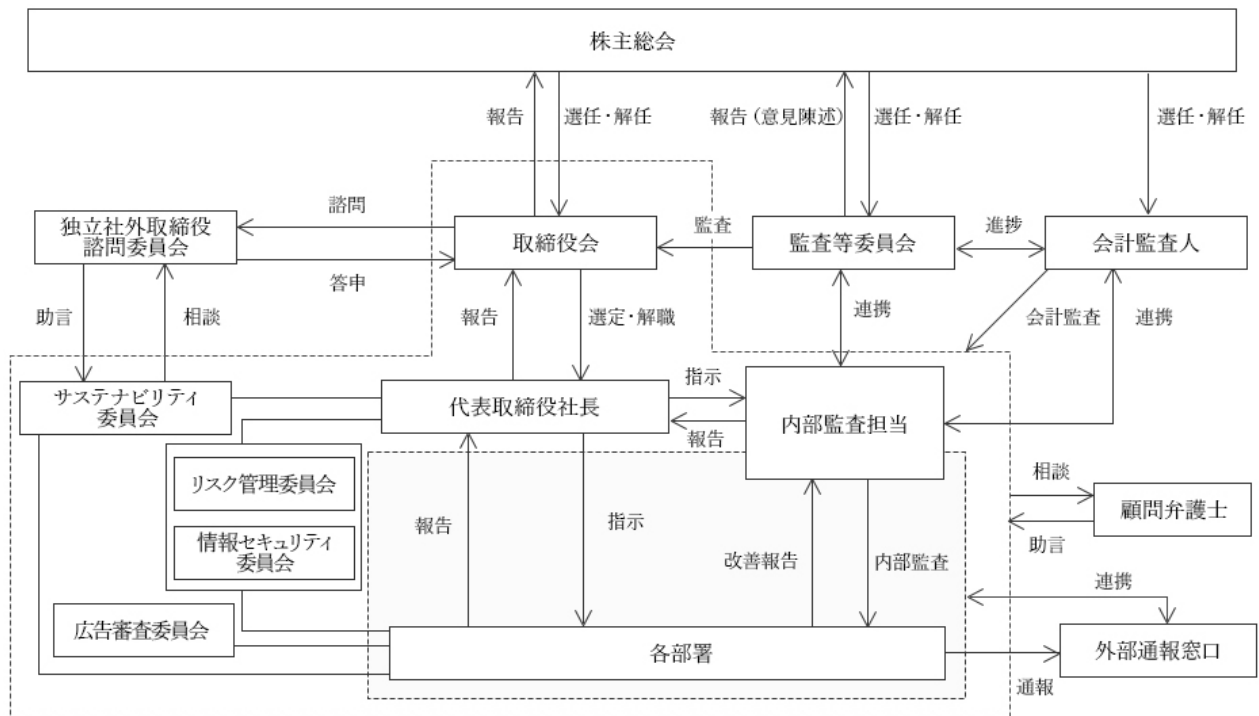 株主総会
報告
選任・解任
報告（意見陳述）
選任・解任
選任・解任
独立社外取締役
諮問委員会
諮問
答申
取締役会
監査
監査等委員会
進捗
会計監査人
助言
相談
報告
選定・解職
連携
会計監査
連携
サステナビリティ
委員会
代表取締役社長
指示
報告
内部監査担当
リスク管理委員会
情報セキュリティ
委員会
報告
指示
改善報告
内部監査
相談
助言
顧問弁護士
連携
広告審査委員会
各部署
通報
外部通報窓口